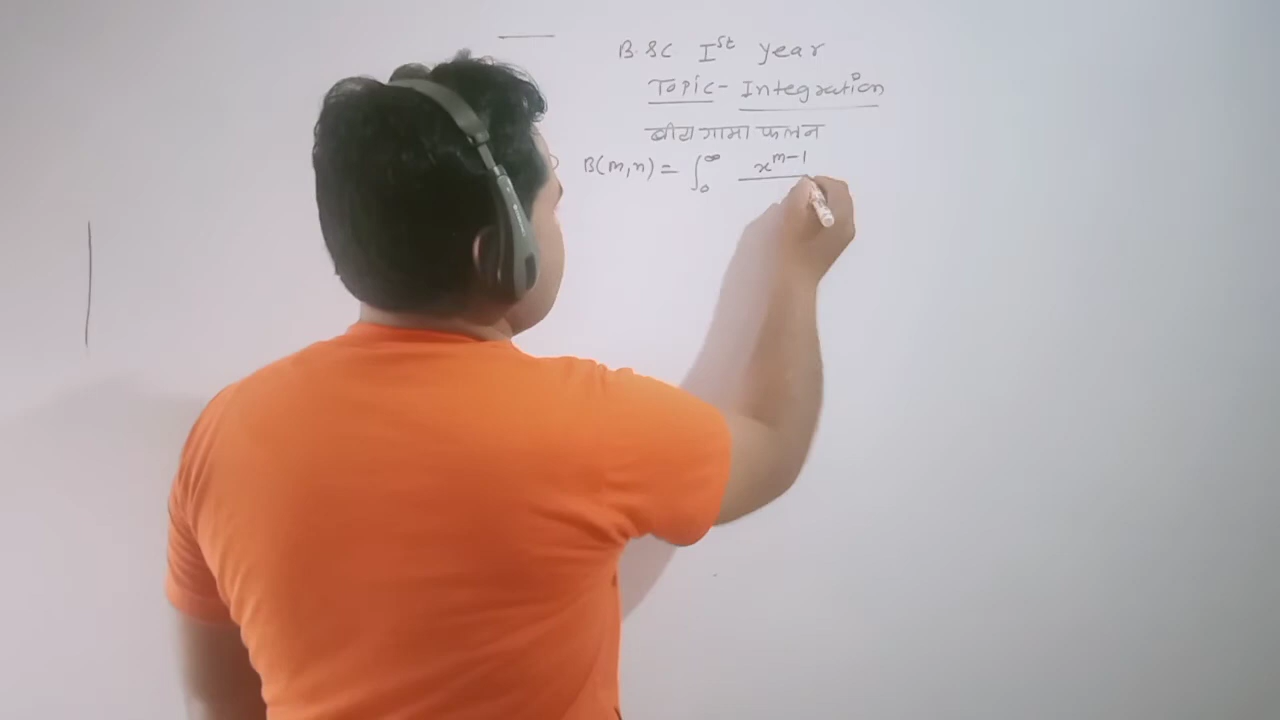 B.SC Ist year
Topic- Integration
बीटा गामा फलन
B(m,n) = ∫₀^∞ x^{m-1}